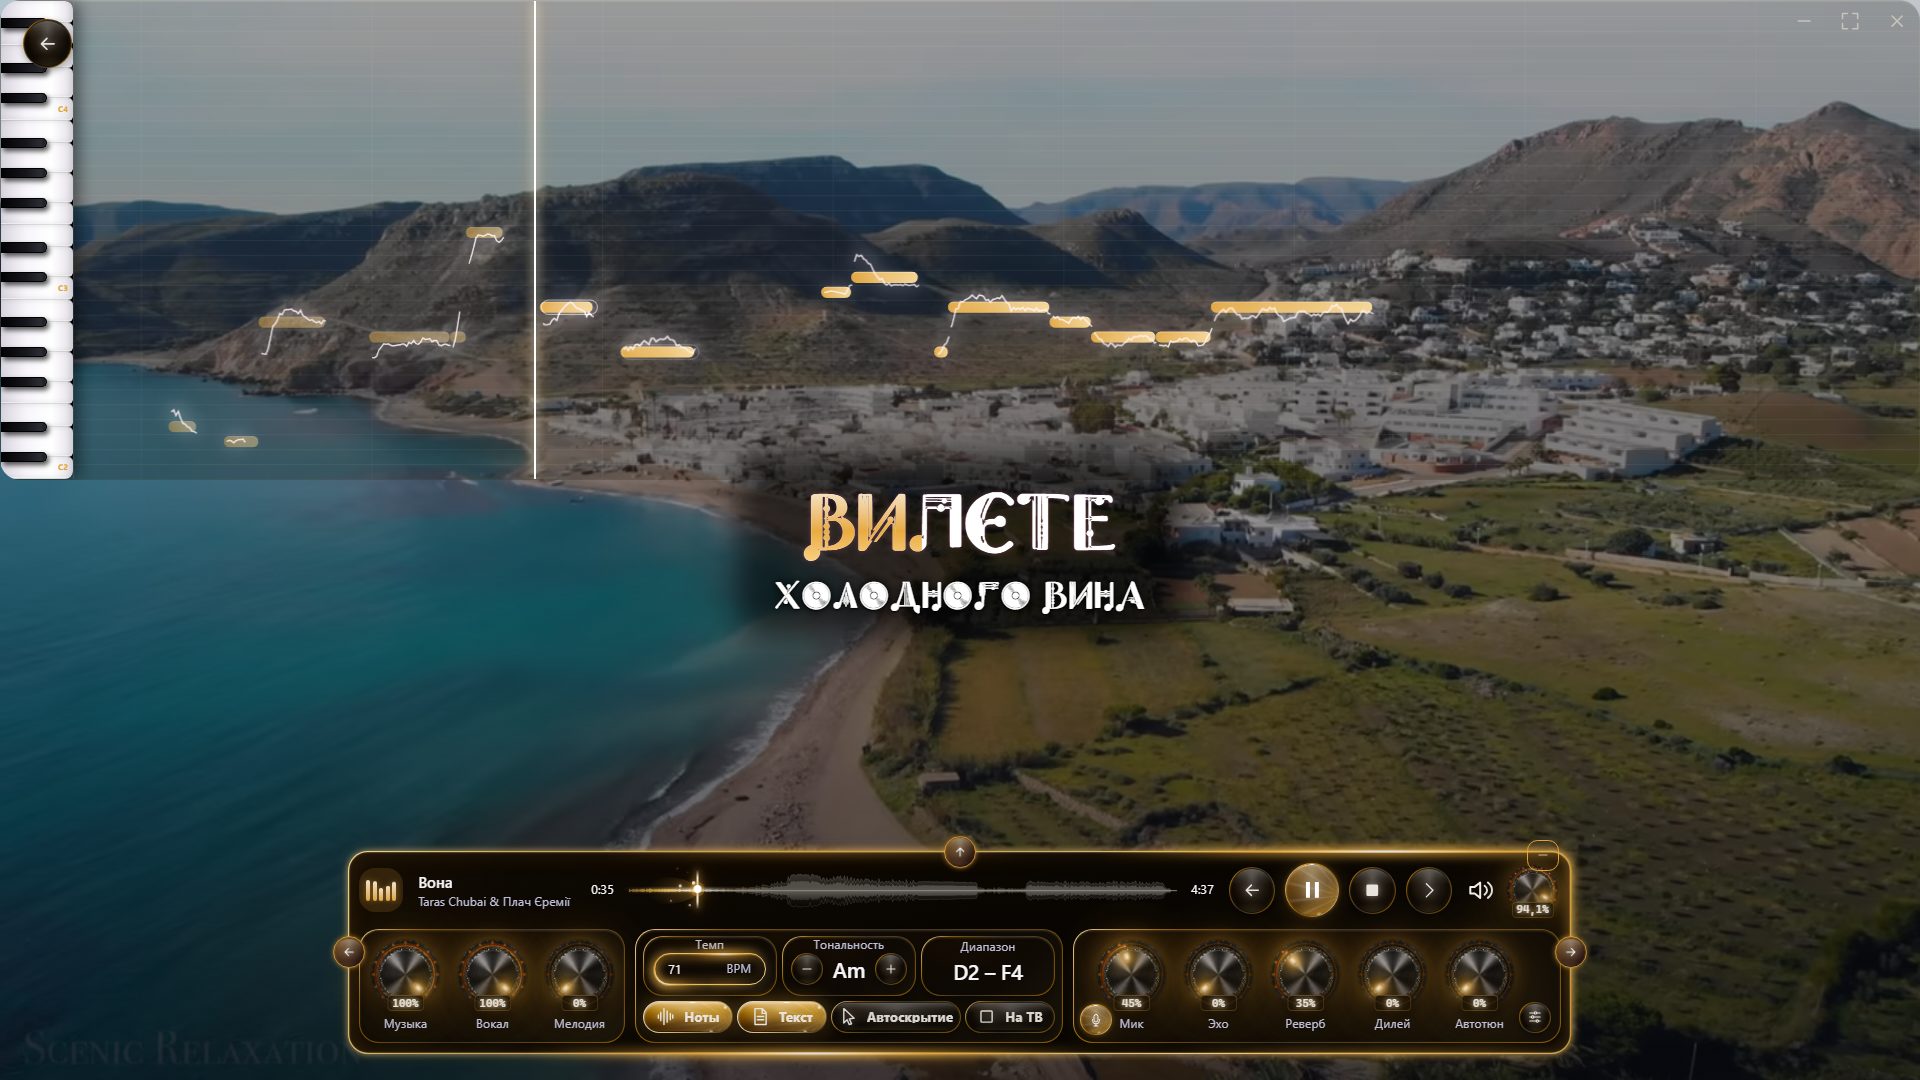 C4
C3
C2
ВИЛЄТЕ
ХОЛОДНОГО ВИНА
Вона
Taras Chubai & Плач Єремії
0:35
4:37
94,1%
Темп
71 BPM
Тональность
Am
Диапазон
D2 – F4
100%
Музыка
100%
Вокал
0%
Мелодия
Ноты
Текст
Автоскрытие
На ТВ
45%
Мик
0%
Эхо
35%
Реверб
0%
Дилей
0%
Автотюн
SCENIC RELAXATION